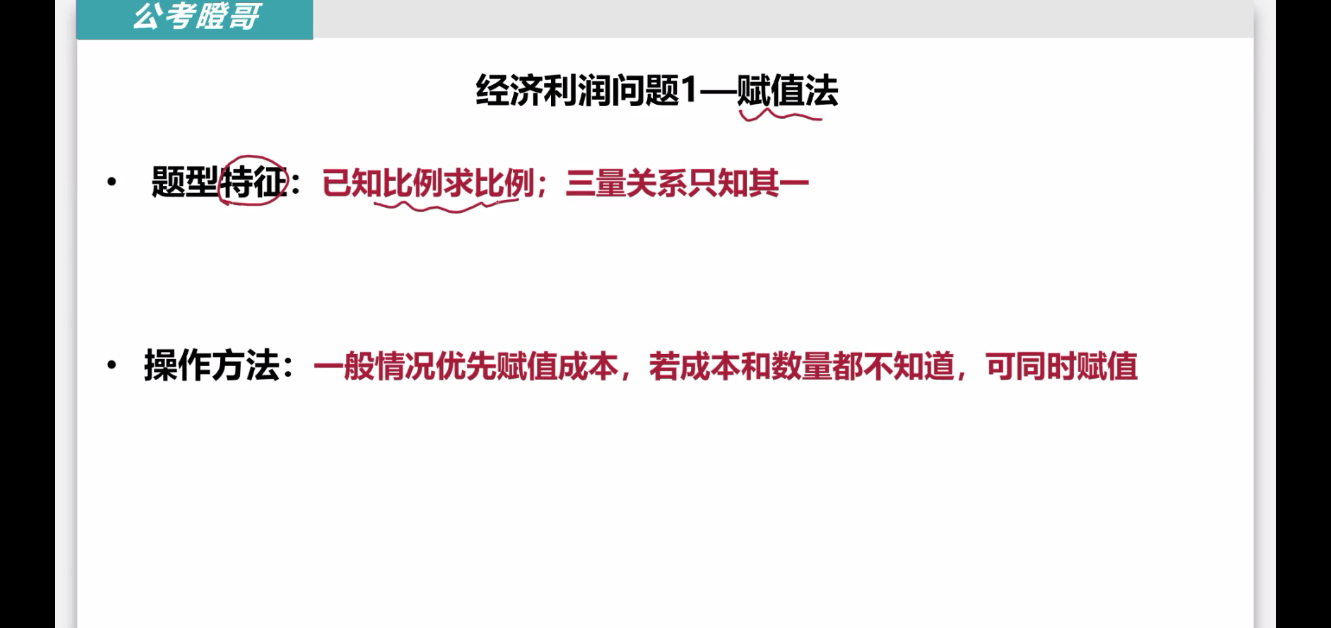 公考瞪哥
经济利润问题1—赋值法
• 题型特征：已知比例求比例；三量关系只知其一
• 操作方法：一般情况优先赋值成本，若成本和数量都不知道，可同时赋值